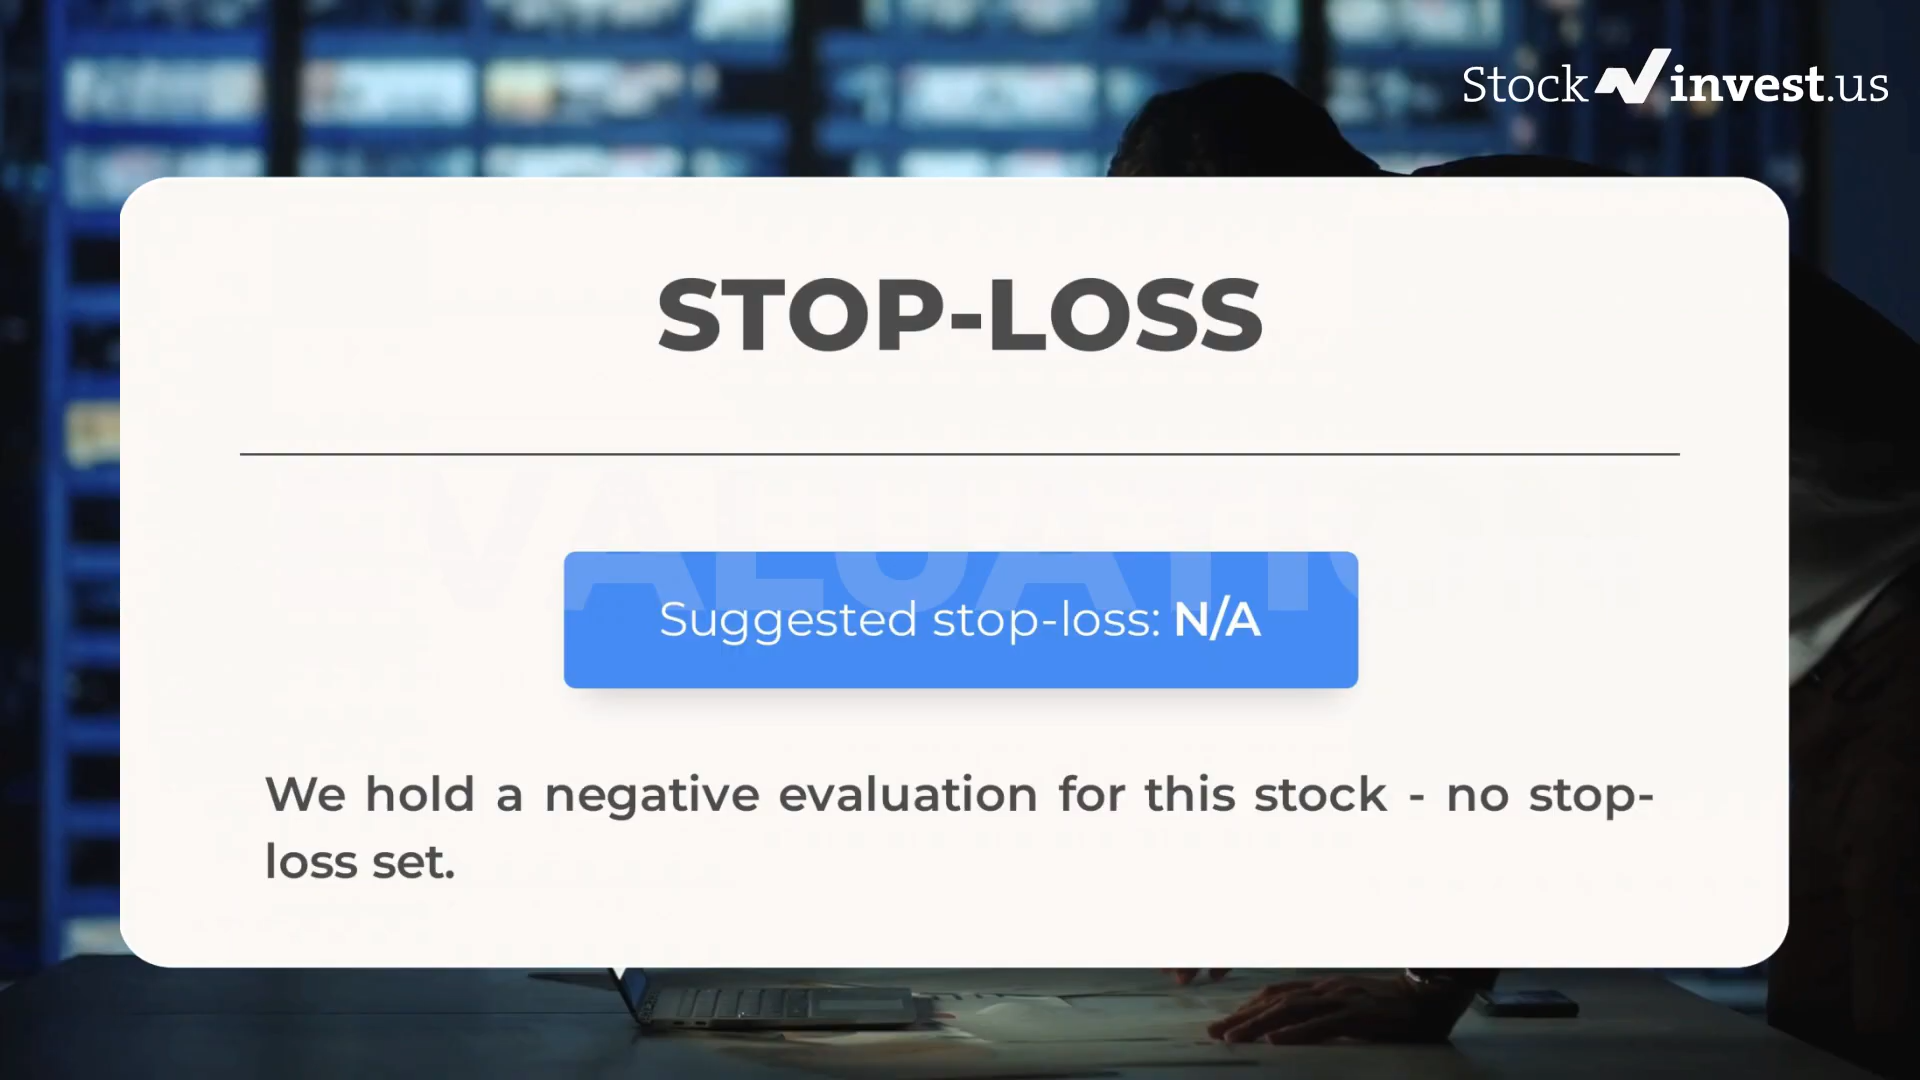 Stock invest.us
STOP-LOSS
EVALUATIO
Suggested stop-loss: N/A
We hold a negative evaluation for this stock - no stop-
loss set.